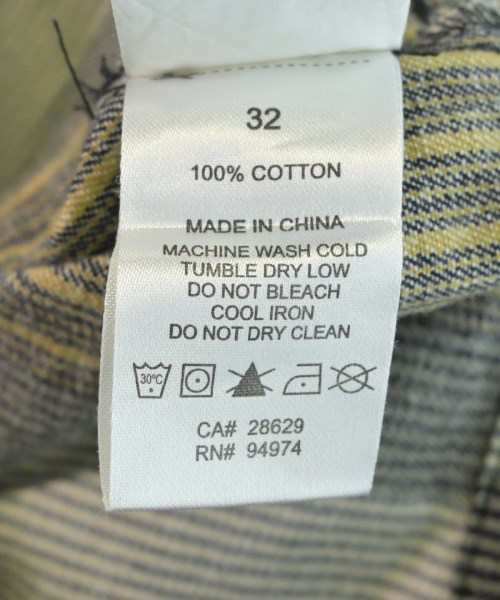 32
100% COTTON
MADE IN CHINA
MACHINE WASH COLD
TUMBLE DRY LOW
DO NOT BLEACH
COOL IRON
DO NOT DRY CLEAN
30°C
CA# 28629
RN# 94974